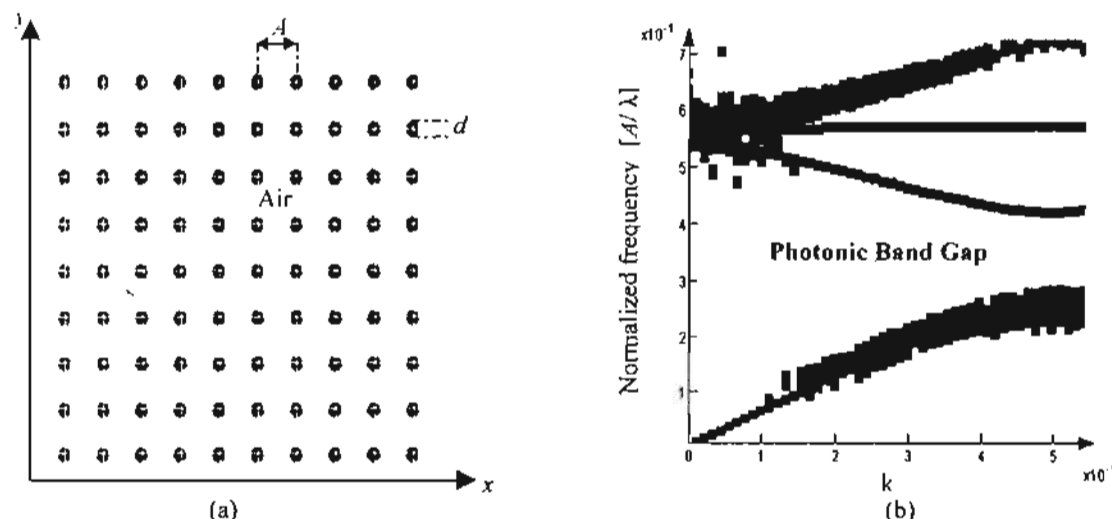 y
A
d
Air
x
(a)
x10⁻¹
7
6
5
4
3
2
1
Normalized frequency [A/λ]
Photonic Band Gap
0 1 2 3 4 5
k
(b)